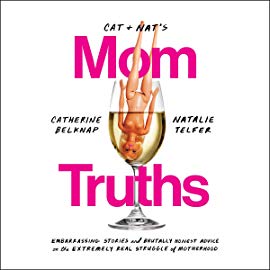 CAT + NAT'S
Mom
CATHERINE NATALIE
BELKNAP TELFER
Truths
EMBARRASSING STORIES and BRUTALLY HONEST ADVICE
on the EXTREMELY REAL STRUGGLE of MOTHERHOOD